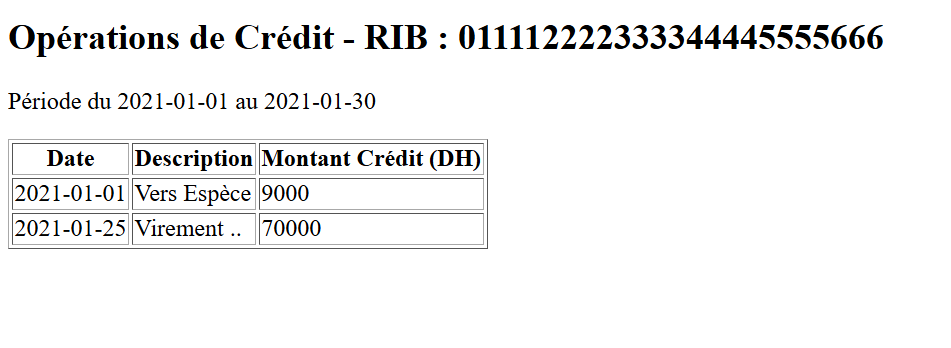 Opérations de Crédit - RIB : 011112222333344445555666
Période du 2021-01-01 au 2021-01-30
Date Description Montant Crédit (DH)
2021-01-01 Vers Espèce 9000
2021-01-25 Virement .. 70000